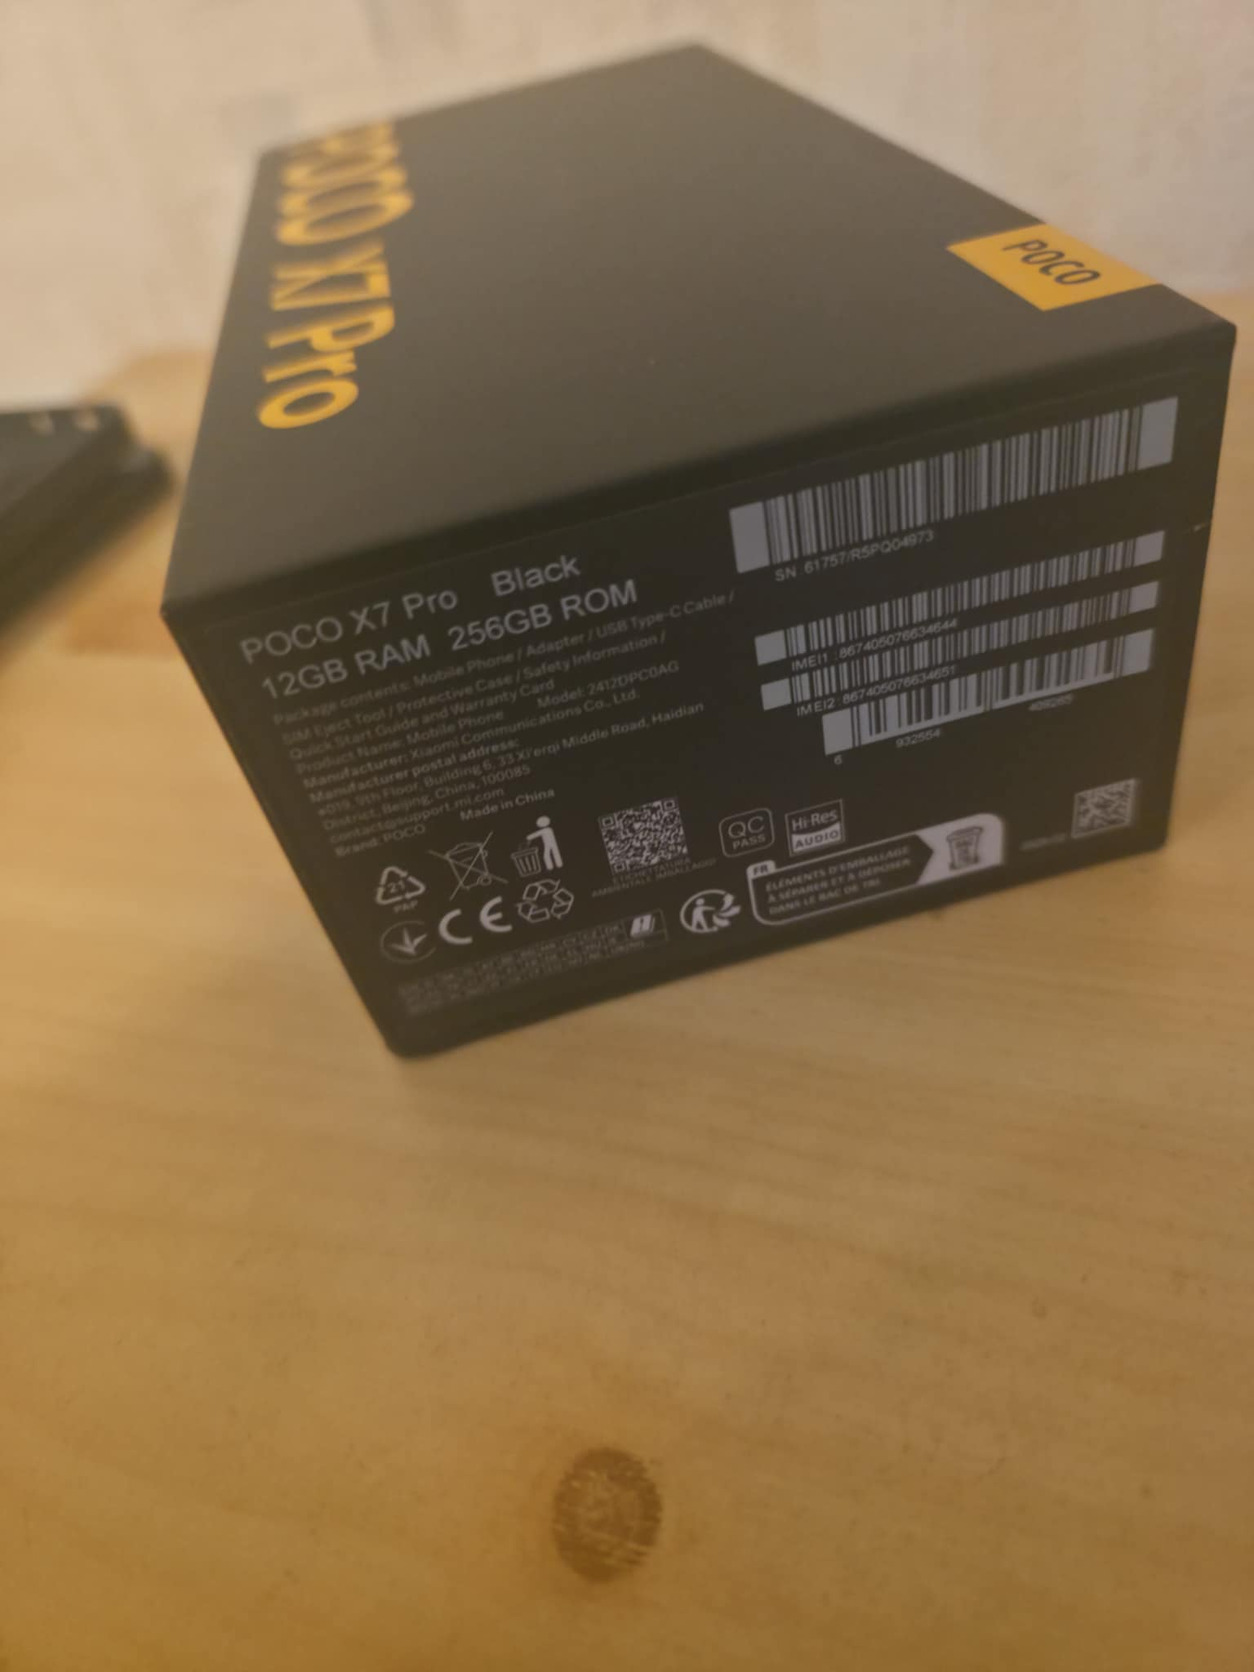 POCO X7 Pro
POCO
POCO X7 Pro Black
12GB RAM 256GB ROM
Package contents: Mobile Phone / Adapter / USB Type-C Cable /
SIM Eject Tool / Protective Case / Safety Information /
Quick Start Guide and Warranty Card
Product Name: Mobile Phone Model: 2412DPC0AG
Manufacturer: Xiaomi Communications Co., Ltd.
Manufacturer postal address:
#019, 9th Floor, Building 6, 33 Xi'erqi Middle Road, Haidian
District, Beijing, China, 100085
contact@support.mi.com
Brand: POCO Made in China
SN :61757/R5PQ04973
IMEI1 :867405076634644
IMEI2 :867405076634651
6 932554 409265
21
PAP
CE
ETICHETTATURA
AMBIENTALE IMBALLAGGI
QC
PASS
Hi-Res
AUDIO
FR
ÉLÉMENTS D'EMBALLAGE
À SÉPARER ET À DÉPOSER
DANS LE BAC DE TRI